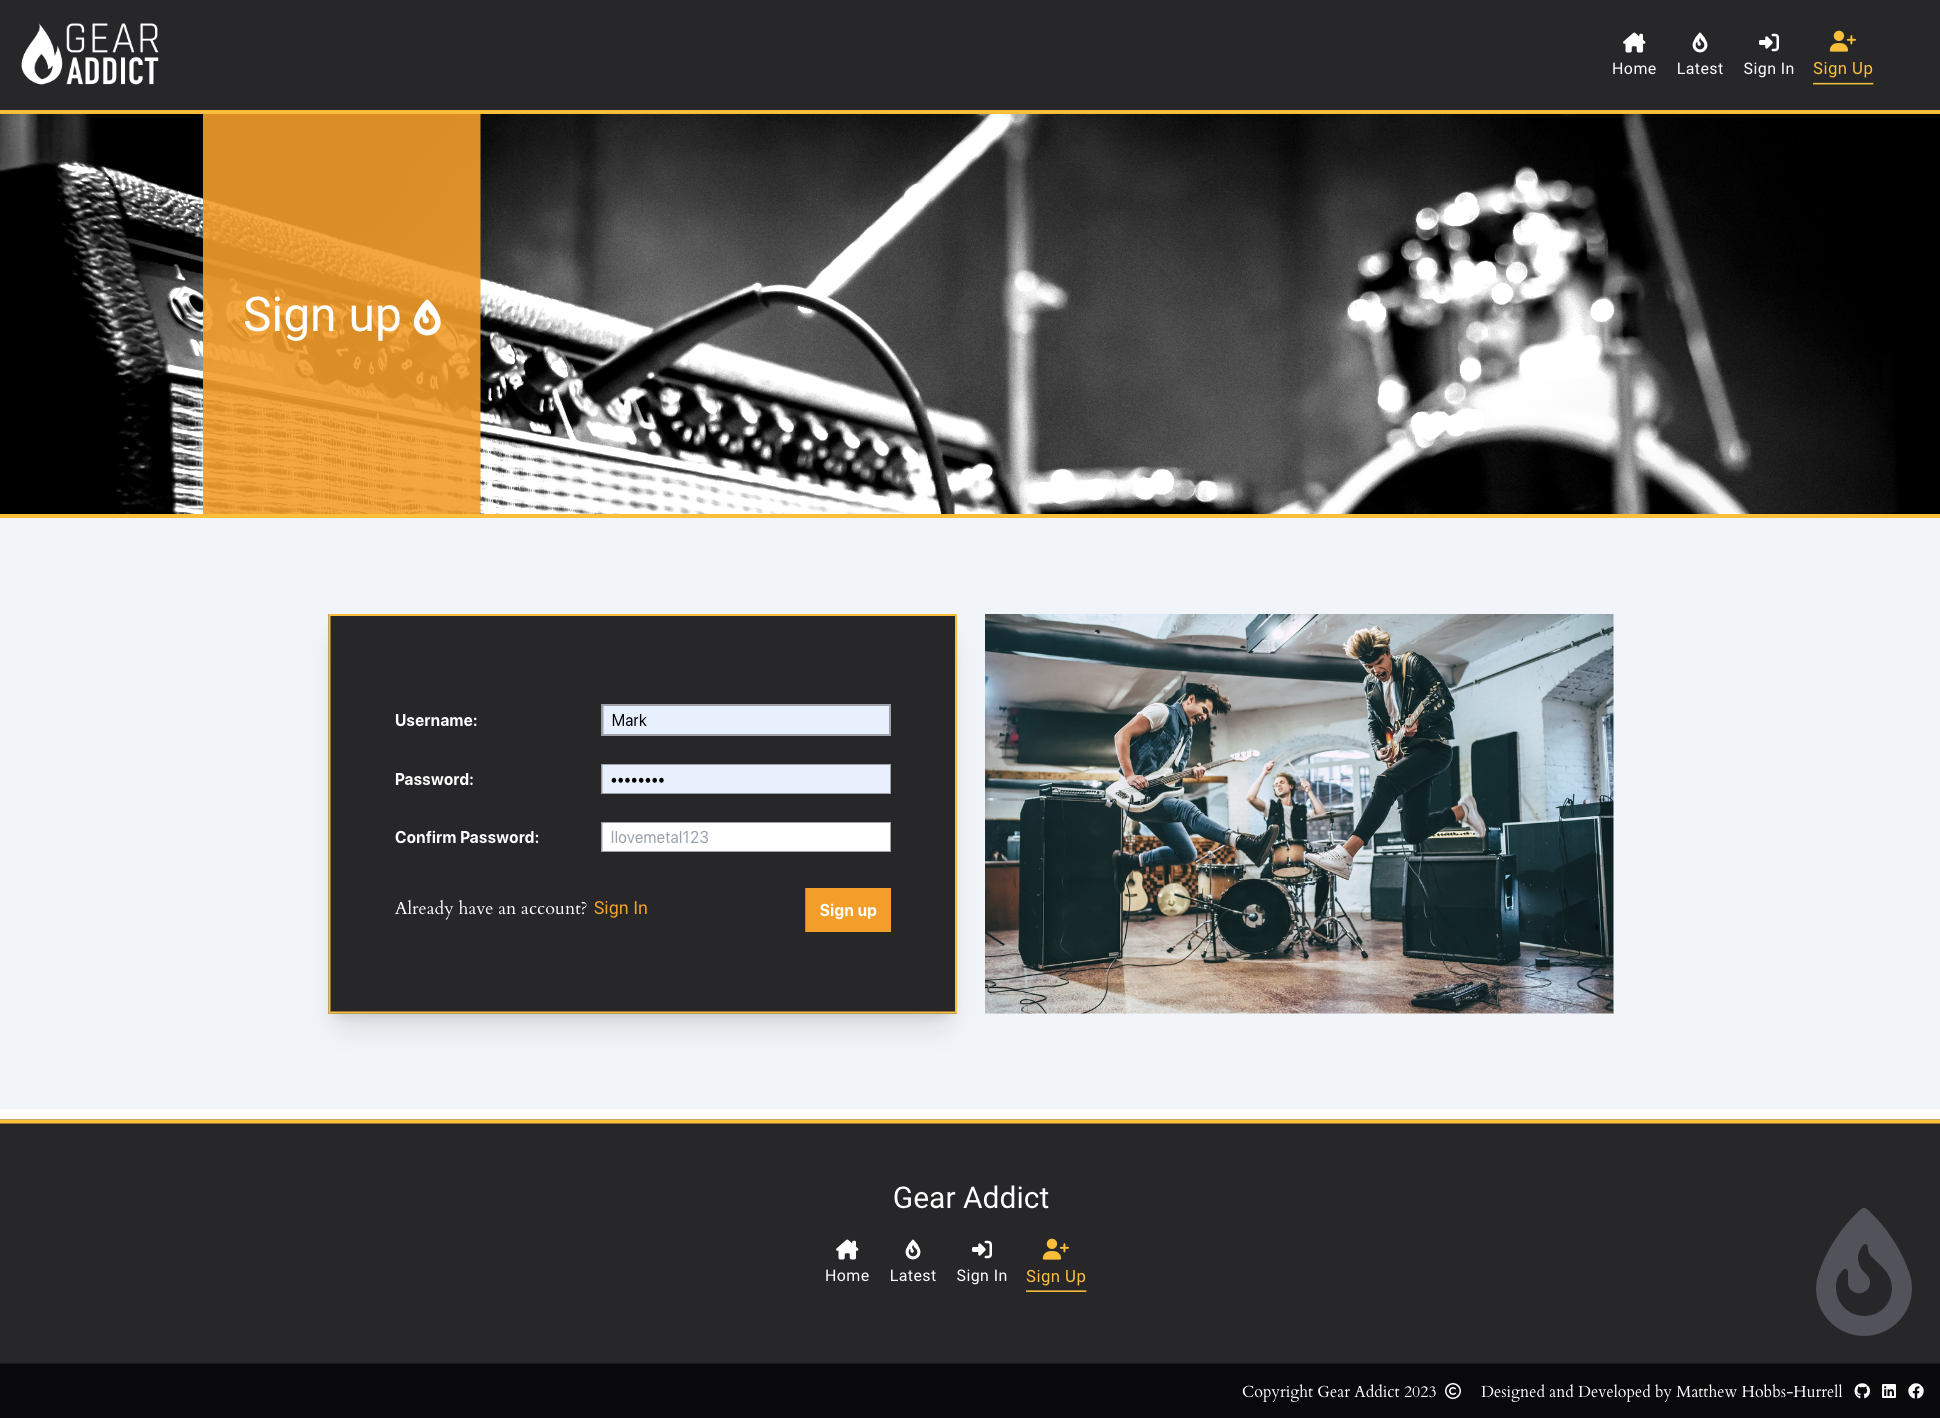 GEAR
ADDICT
Home
Latest
Sign In
Sign Up
Sign up
Username:
Mark
Password:
••••••••
Confirm Password:
Ilovemetal123
Already have an account? Sign In
Sign up
Gear Addict
Home
Latest
Sign In
Sign Up
Copyright Gear Addict 2023 © Designed and Developed by Matthew Hobbs-Hurrell